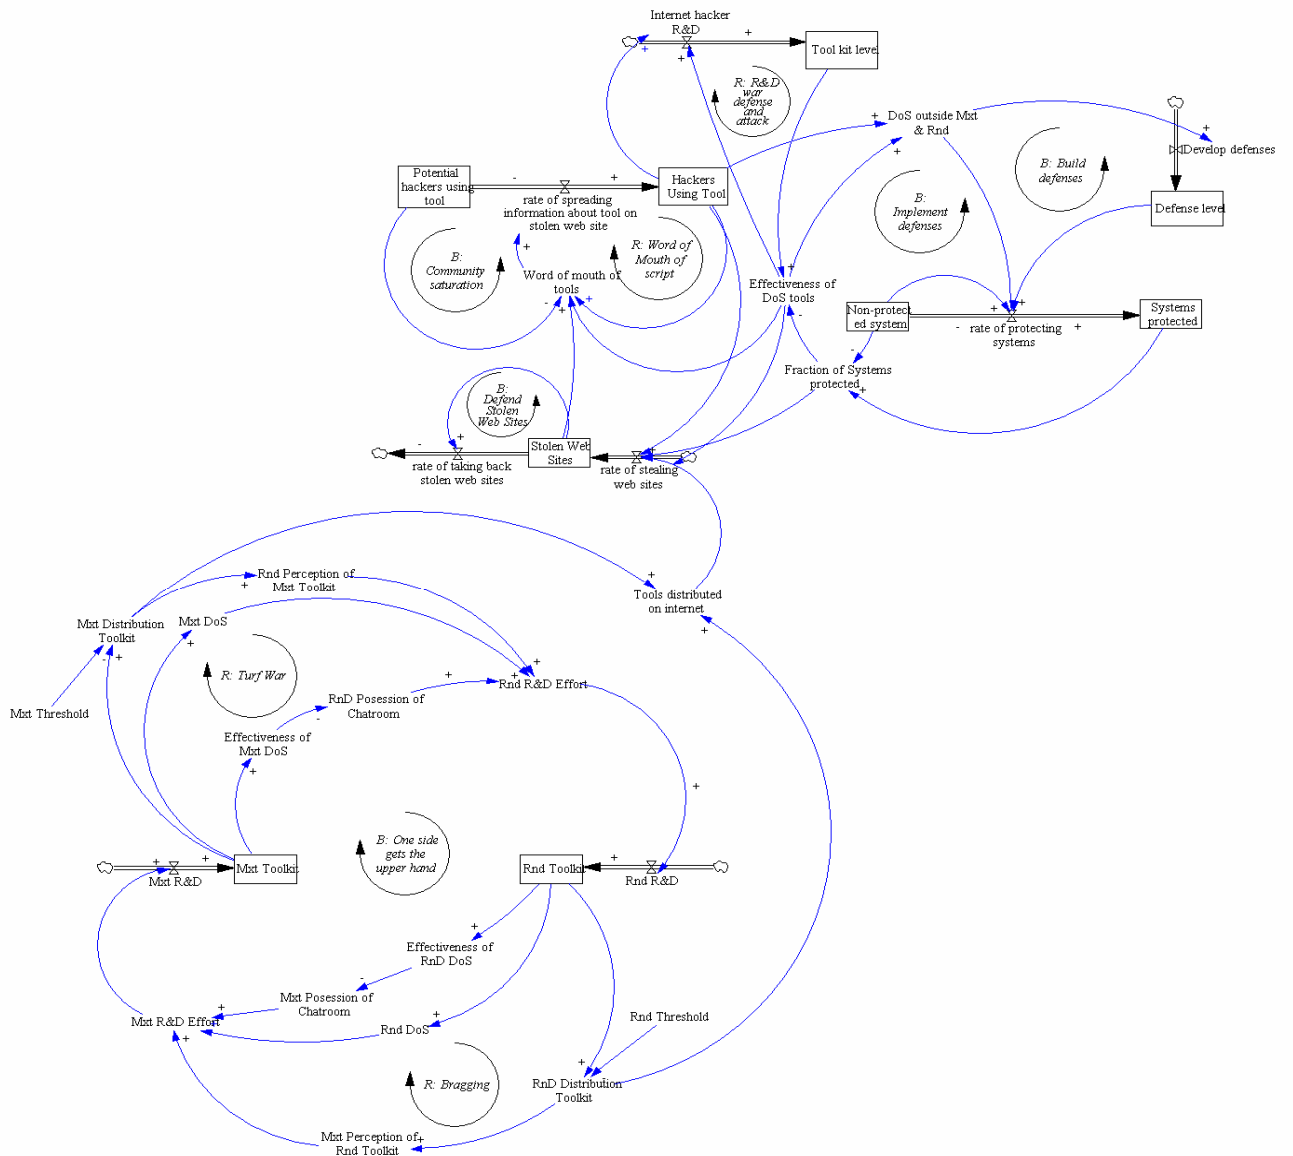 Internet hacker
R&D
Tool kit level
R: R&D
war
defense
and
attack
DoS outside Mxt
& Rnd
Develop defenses
B: Build
defenses
Potential
hackers using
tool
Hackers
Using Tool
rate of spreading
information about tool on
stolen web site
B:
Implement
defenses
Defense level
B:
Community
saturation
R: Word of
Mouth of
script
Word of mouth of
tools
Effectiveness of
DoS tools
Non-protect
ed system
rate of protecting
systems
Systems
protected
Fraction of Systems
protected
B:
Defend
Stolen
Web Sites
rate of taking back
stolen web sites
Stolen Web
Sites
rate of stealing
web sites
Rnd Perception of
Mxt Toolkit
Tools distributed
on internet
Mxt Distribution
Toolkit
Mxt DoS
R: Turf War
Rnd R&D Effort
RnD Posession of
Chatroom
Mxt Threshold
Effectiveness of
Mxt DoS
B: One side
gets the
upper hand
Mxt R&D
Mxt Toolkit
Rnd Toolkit
Rnd R&D
Effectiveness of
RnD DoS
Mxt Posession of
Chatroom
Mxt R&D Effort
Rnd DoS
Rnd Threshold
R: Bragging
RnD Distribution
Toolkit
Mxt Perception of
Rnd Toolkit